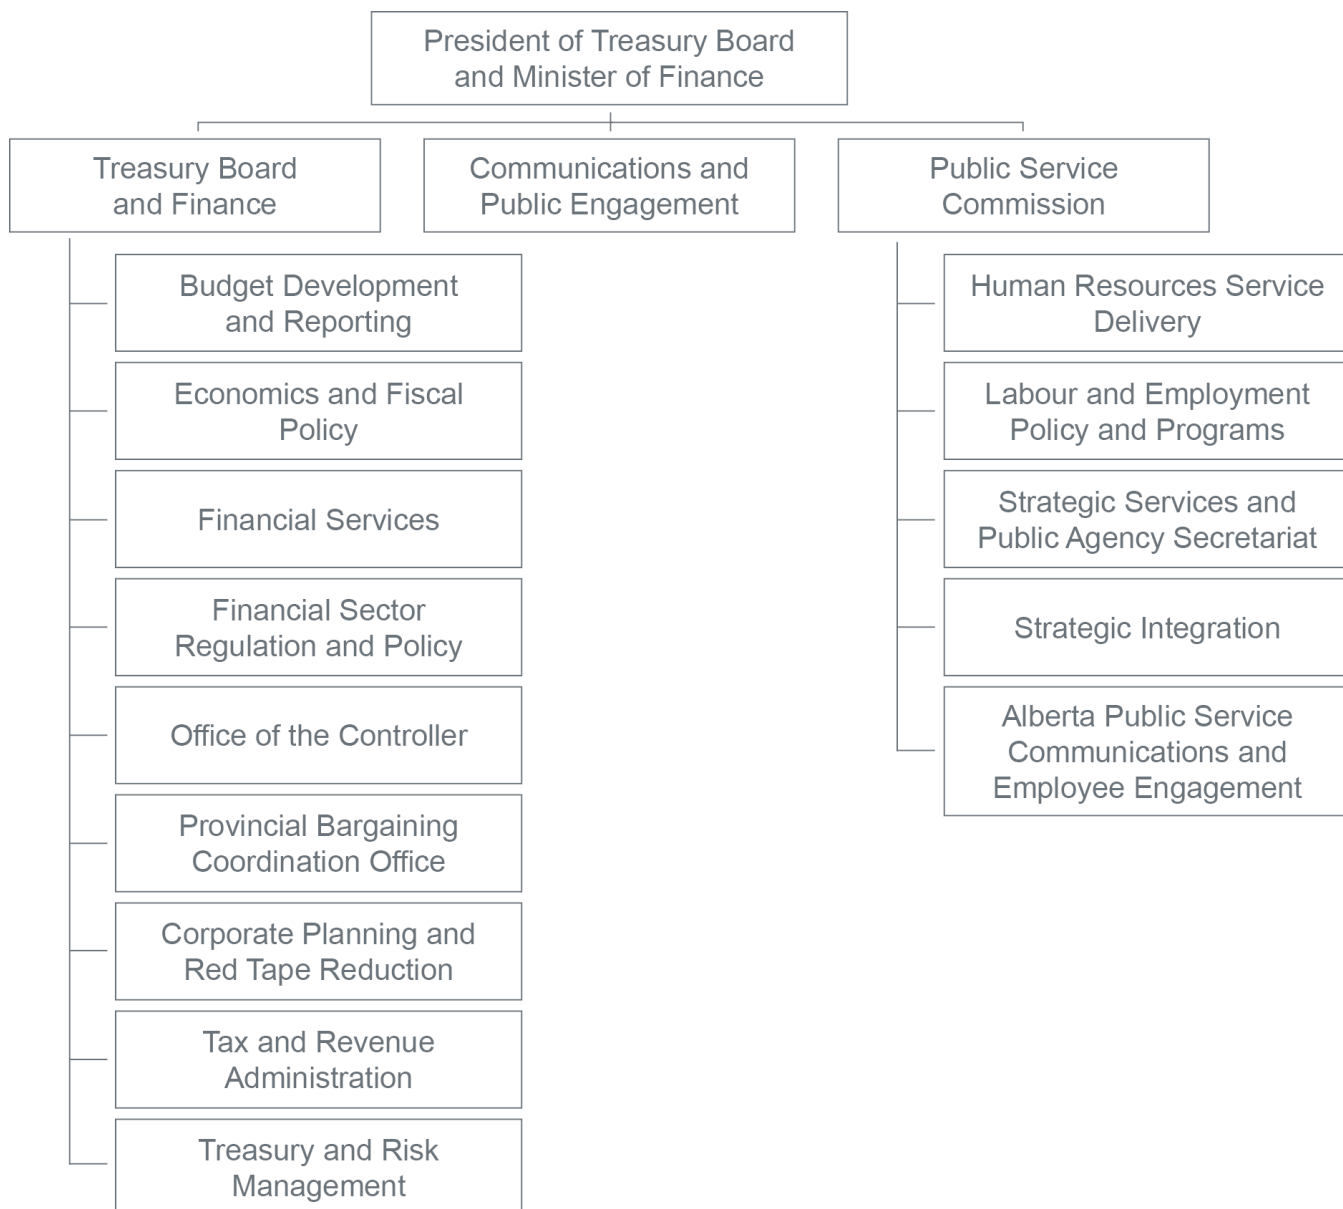 President of Treasury Board
and Minister of Finance
Treasury Board
and Finance
Communications and
Public Engagement
Public Service
Commission
Budget Development
and Reporting
Economics and Fiscal
Policy
Financial Services
Financial Sector
Regulation and Policy
Office of the Controller
Provincial Bargaining
Coordination Office
Corporate Planning and
Red Tape Reduction
Tax and Revenue
Administration
Treasury and Risk
Management
Human Resources Service
Delivery
Labour and Employment
Policy and Programs
Strategic Services and
Public Agency Secretariat
Strategic Integration
Alberta Public Service
Communications and
Employee Engagement